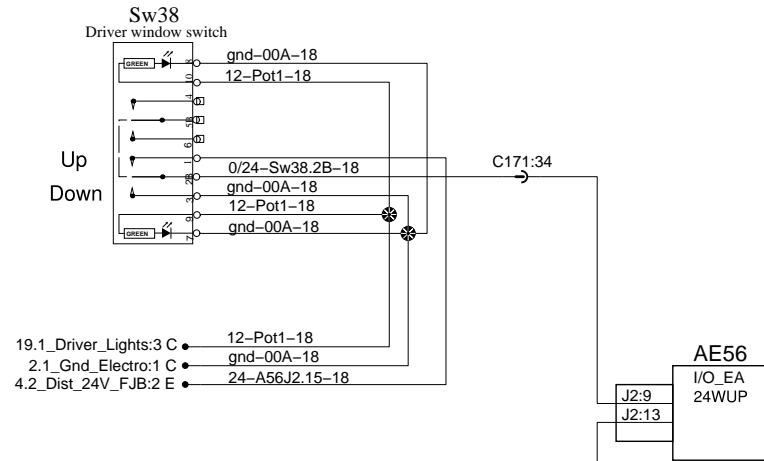 Sw38
Driver window switch
GREEN
8 gnd−00A−18
10 12−Pot1−18
4
5B
6
Up
1
C171:34
2B 0/24−Sw38.2B−18
Down
3 gnd−00A−18
9 12−Pot1−18
GREEN
7 gnd−00A−18
19.1_Driver_Lights:3 C 12−Pot1−18
2.1_Gnd_Electro:1 C gnd−00A−18
4.2_Dist_24V_FJB:2 E 24−A56J2.15−18
AE56
I/O_EA
24WUP
J2:9
J2:13